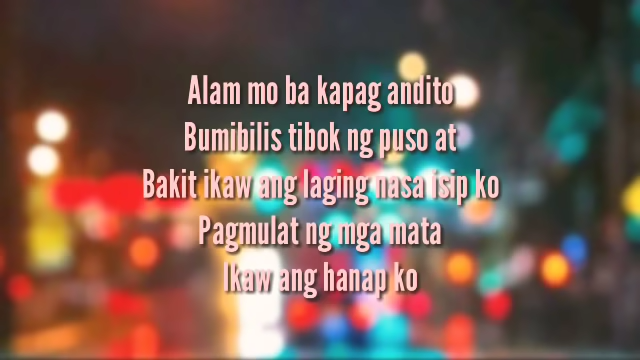 Alam mo ba kapag andito
Bumibilis tibok ng puso at
Bakit ikaw ang laging nasa isip ko
Pagmulat ng mga mata
Ikaw ang hanap ko